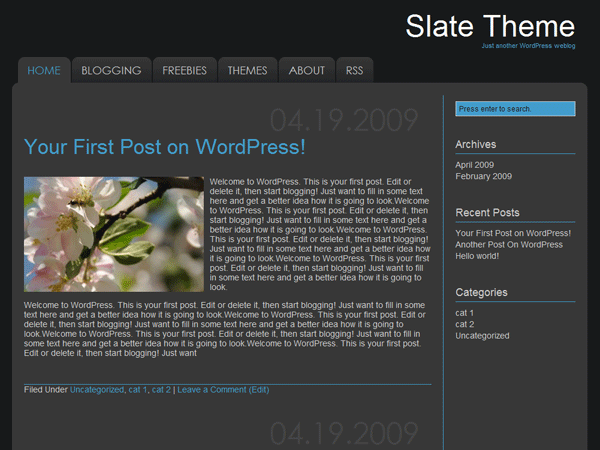 Slate Theme
Just another WordPress weblog
HOME
BLOGGING
FREEBIES
THEMES
ABOUT
RSS
04.19.2009
Your First Post on WordPress!
Welcome to WordPress. This is your first post. Edit or
delete it, then start blogging! Just want to fill in some text
here and get a better idea how it is going to look.Welcome
to WordPress. This is your first post. Edit or delete it, then
start blogging! Just want to fill in some text here and get a
better idea how it is going to look.Welcome to WordPress.
This is your first post. Edit or delete it, then start blogging!
Just want to fill in some text here and get a better idea how
it is going to look.Welcome to WordPress. This is your first
post. Edit or delete it, then start blogging! Just want to fill
in some text here and get a better idea how it is going to
look.
Welcome to WordPress. This is your first post. Edit or delete it, then start blogging! Just want to fill in
some text here and get a better idea how it is going to look.Welcome to WordPress. This is your first post. Edit or
delete it, then start blogging! Just want to fill in some text here and get a better idea how it is going to
look.Welcome to WordPress. This is your first post. Edit or delete it, then start blogging! Just want to fill in
some text here and get a better idea how it is going to look.Welcome to WordPress. This is your first post.
Edit or delete it, then start blogging! Just want
Filed Under Uncategorized, cat 1, cat 2 | Leave a Comment (Edit)
04.19.2009
Press enter to search.
Archives
April 2009
February 2009
Recent Posts
Your First Post on WordPress!
Another Post On WordPress
Hello world!
Categories
cat 1
cat 2
Uncategorized